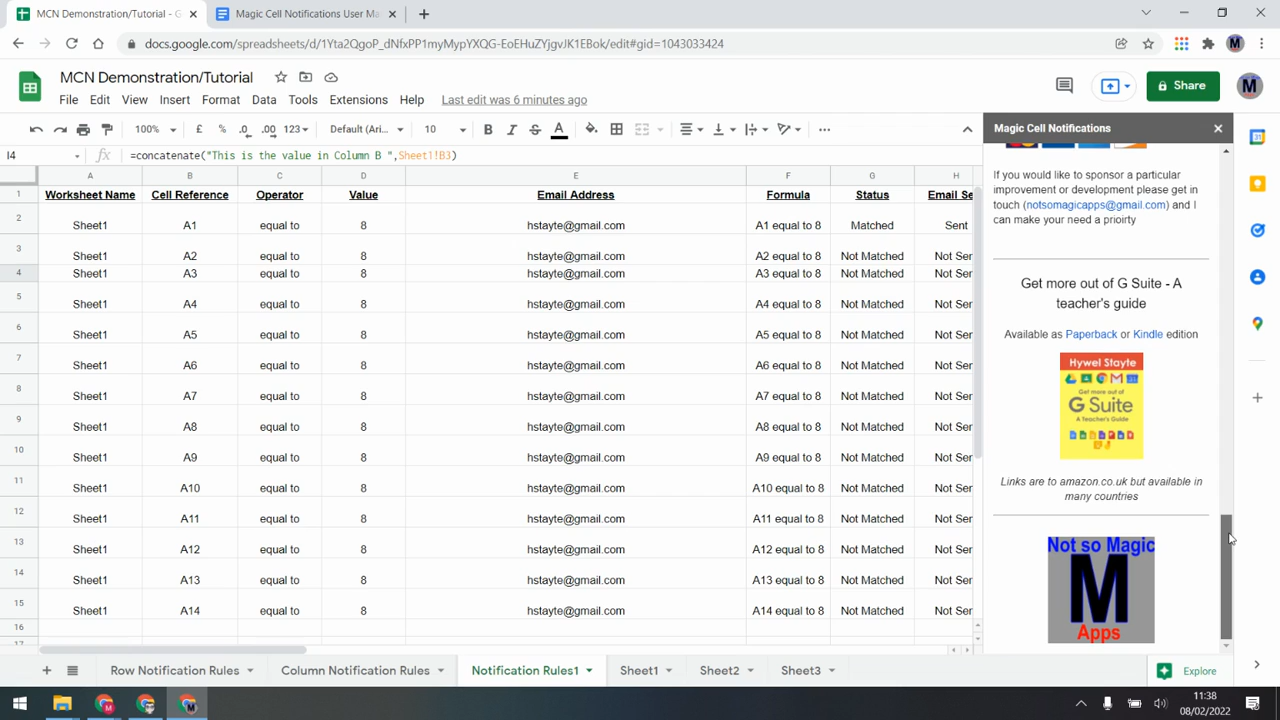 MCN Demonstration/Tutorial - G
Magic Cell Notifications User Ma
docs.google.com/spreadsheets/d/1Yta2QgoP_dNfxPP1myMypYXbG-EoEHuZYjgvJK1EBok/edit#gid=1043033424
MCN Demonstration/Tutorial
Share
File Edit View Insert Format Data Tools Extensions Help Last edit was 6 minutes ago
100% £ % .0 .00 123 Default (Ari... 10 B I S A
Magic Cell Notifications
I4 fx =concatenate("This is the value in Column B ",Sheet1!B3)
A B C D E F G H
1 Worksheet Name Cell Reference Operator Value Email Address Formula Status Email Se
2 Sheet1 A1 equal to 8 hstayte@gmail.com A1 equal to 8 Matched Sent
3 Sheet1 A2 equal to 8 hstayte@gmail.com A2 equal to 8 Not Matched Not Ser
4 Sheet1 A3 equal to 8 hstayte@gmail.com A3 equal to 8 Not Matched Not Ser
5 Sheet1 A4 equal to 8 hstayte@gmail.com A4 equal to 8 Not Matched Not Ser
6 Sheet1 A5 equal to 8 hstayte@gmail.com A5 equal to 8 Not Matched Not Ser
7 Sheet1 A6 equal to 8 hstayte@gmail.com A6 equal to 8 Not Matched Not Ser
8 Sheet1 A7 equal to 8 hstayte@gmail.com A7 equal to 8 Not Matched Not Ser
9 Sheet1 A8 equal to 8 hstayte@gmail.com A8 equal to 8 Not Matched Not Ser
10 Sheet1 A9 equal to 8 hstayte@gmail.com A9 equal to 8 Not Matched Not Ser
11 Sheet1 A10 equal to 8 hstayte@gmail.com A10 equal to 8 Not Matched Not Ser
12 Sheet1 A11 equal to 8 hstayte@gmail.com A11 equal to 8 Not Matched Not Ser
13 Sheet1 A12 equal to 8 hstayte@gmail.com A12 equal to 8 Not Matched Not Ser
14 Sheet1 A13 equal to 8 hstayte@gmail.com A13 equal to 8 Not Matched Not Ser
15 Sheet1 A14 equal to 8 hstayte@gmail.com A14 equal to 8 Not Matched Not Ser
16
17
If you would like to sponsor a particular
improvement or development please get in
touch (notsomagicapps@gmail.com) and I
can make your need a prioirty
Get more out of G Suite - A
teacher's guide
Available as Paperback or Kindle edition
Hywel Stayte
Get more out of
G Suite
A Teacher's Guide
Links are to amazon.co.uk but available in
many countries
Not so Magic
M
Apps
Row Notification Rules Column Notification Rules Notification Rules1 Sheet1 Sheet2 Sheet3 Explore
11:38
08/02/2022